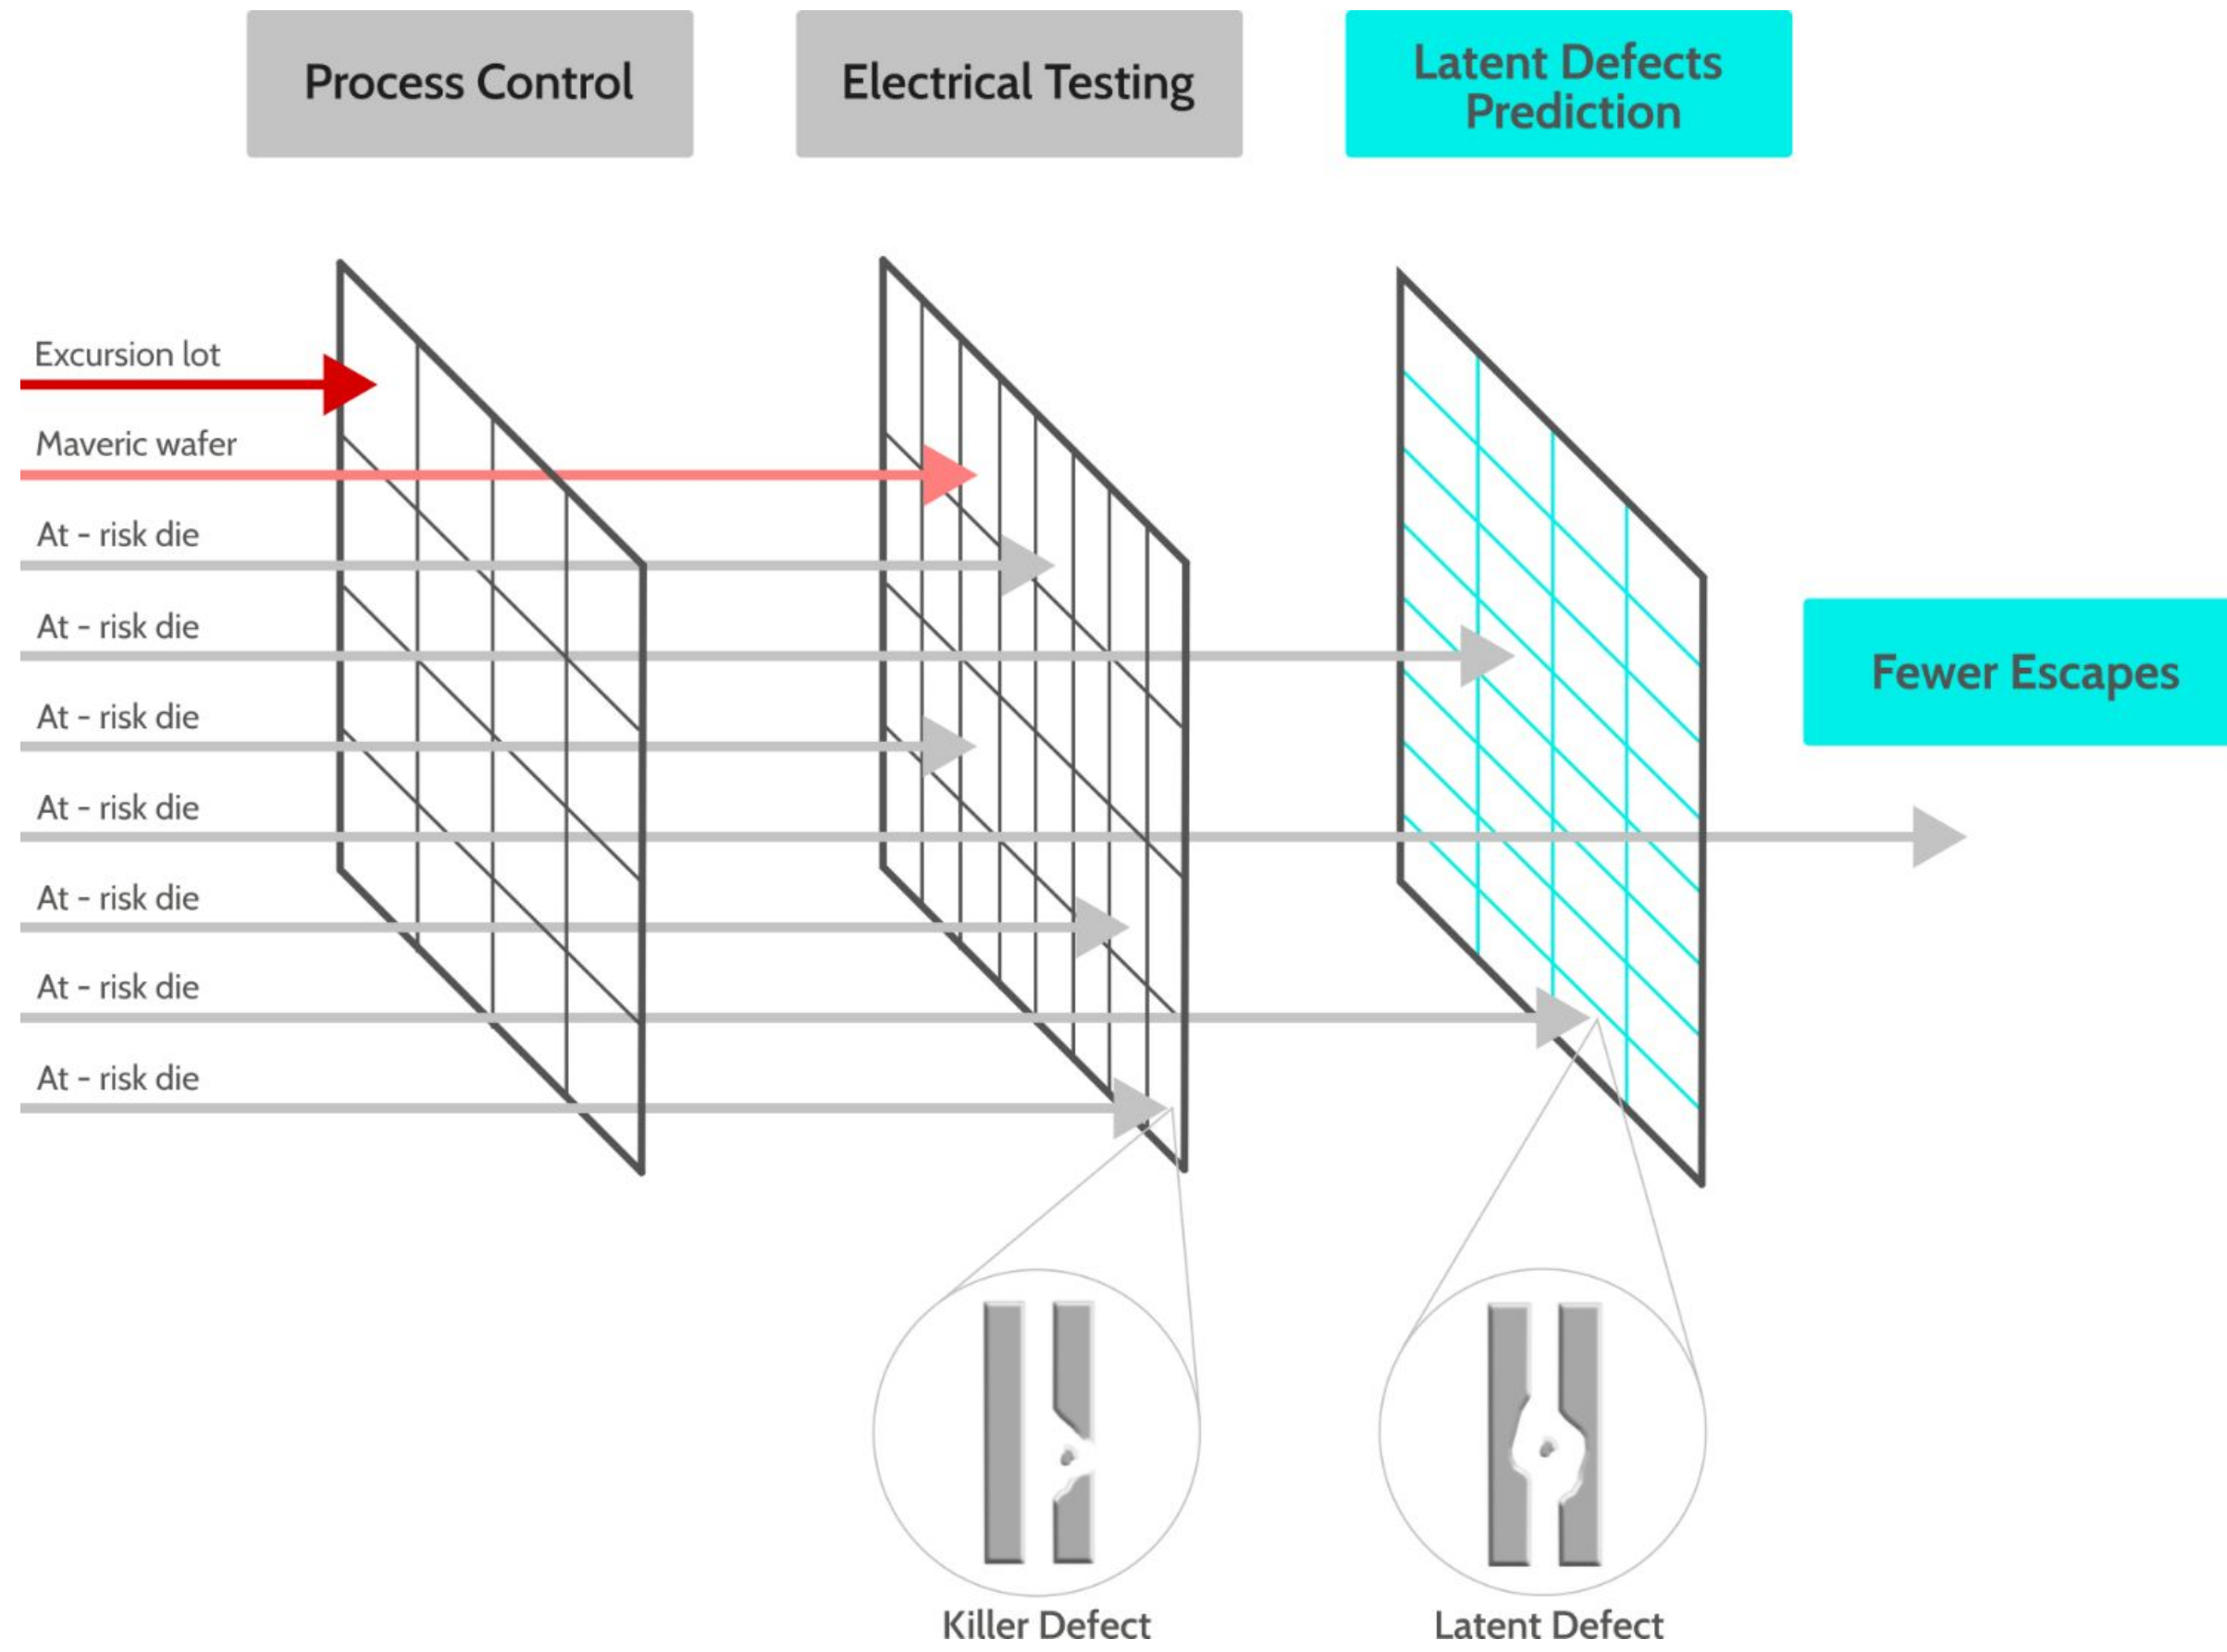 Process Control
Electrical Testing
Latent Defects
Prediction
Excursion lot
Maveric wafer
At - risk die
At - risk die
At - risk die
At - risk die
At - risk die
At - risk die
At - risk die
Fewer Escapes
Killer Defect
Latent Defect